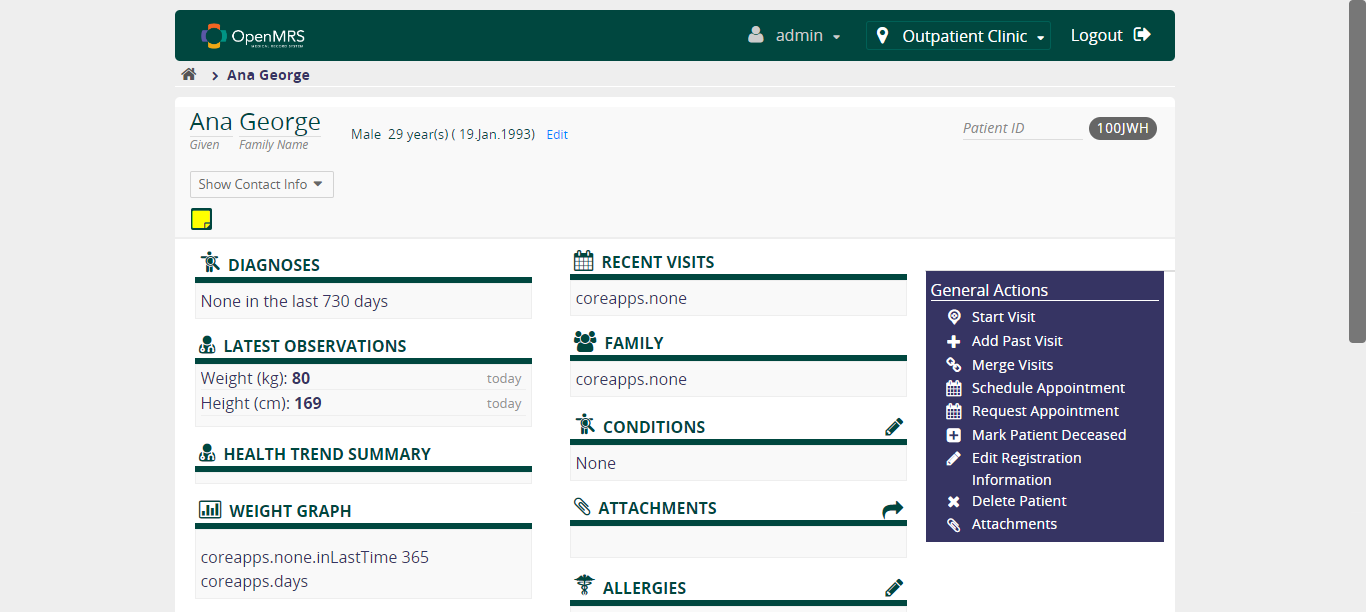 OpenMRS
MEDICAL RECORD SYSTEM
admin
Outpatient Clinic
Logout
Ana George
Ana George
Given Family Name
Male 29 year(s) ( 19.Jan.1993) Edit
Patient ID 100JWH
Show Contact Info
DIAGNOSES
None in the last 730 days
LATEST OBSERVATIONS
Weight (kg): 80 today
Height (cm): 169 today
HEALTH TREND SUMMARY
WEIGHT GRAPH
coreapps.none.inLastTime 365
coreapps.days
RECENT VISITS
coreapps.none
FAMILY
coreapps.none
CONDITIONS
None
ATTACHMENTS
ALLERGIES
General Actions
Start Visit
Add Past Visit
Merge Visits
Schedule Appointment
Request Appointment
Mark Patient Deceased
Edit Registration
Information
Delete Patient
Attachments